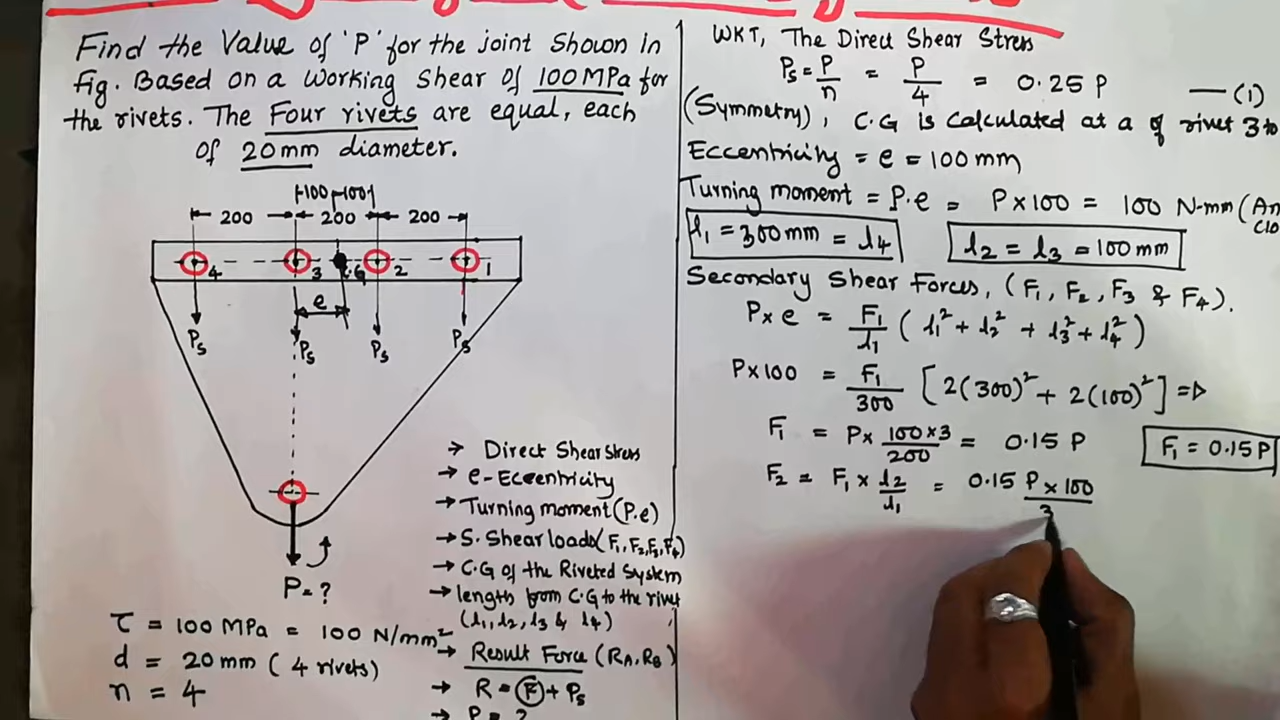 Find the Value of 'P' for the joint Shown in
fig. Based on a Working Shear of 100 MPa for
the rivets. The Four rivets are equal, each
of 20mm diameter.
100 100
200 200 200
4 3 C.G 2 1
e
Ps Ps Ps Ps
P = ?
τ = 100 MPa = 100 N/mm²
d = 20 mm ( 4 rivets)
n = 4
→ Direct Shear Stress
→ e - Eccentricity
→ Turning moment (P.e)
→ S. Shear loads (F1, F2, F3, F4)
→ C.G of the Riveted System
→ length from C.G to the rivet
(l1, l2, l3 & l4)
→ Result Force (RA, RB)
→ R = F + Ps
→ P = ?
WKT, The Direct Shear Stress
Ps = P/n = P/4 = 0.25 P — (1)
(Symmetry), C.G is Calculated at a of rivet 3 to
Eccentricity = e = 100 mm
Turning moment = P.e = P×100 = 100 N-mm (An
l1 = 300 mm = l4 l2 = l3 = 100 mm
Secondary Shear Forces, (F1, F2, F3 & F4).
P×e = F1/l1 ( l1² + l2² + l3² + l4² )
P×100 = F1/300 [ 2(300)² + 2(100)² ] ⇒
F1 = P× 100×3/200 = 0.15 P F1 = 0.15 P
F2 = F1 × l2/l1 = 0.15 P × 100/3